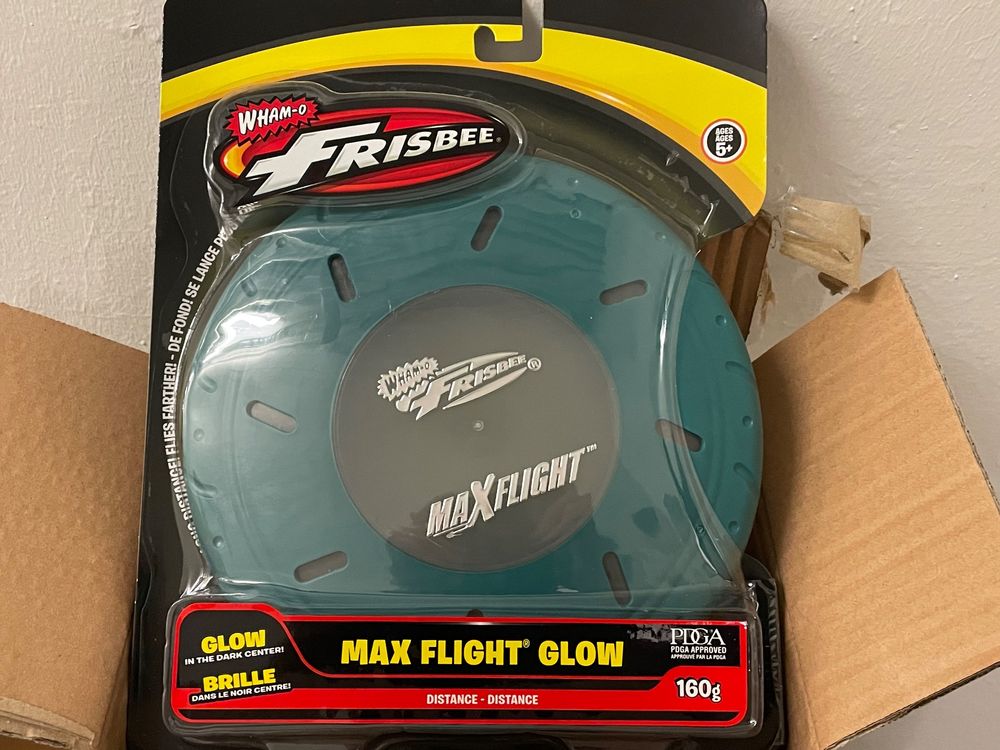 WHAM-O
FRISBEE®
AGES
ÂGES
5+
DISTANCE! FLIES FARTHER! - DE FOND! SE LANCE
WHAM-O
FRISBEE®
MAXFLIGHT™
GLOW
IN THE DARK CENTER!
BRILLE
DANS LE NOIR CENTRE!
MAX FLIGHT® GLOW
DISTANCE - DISTANCE
PDGA
PDGA APPROVED
APPROUVÉ PAR LA PDGA
160g